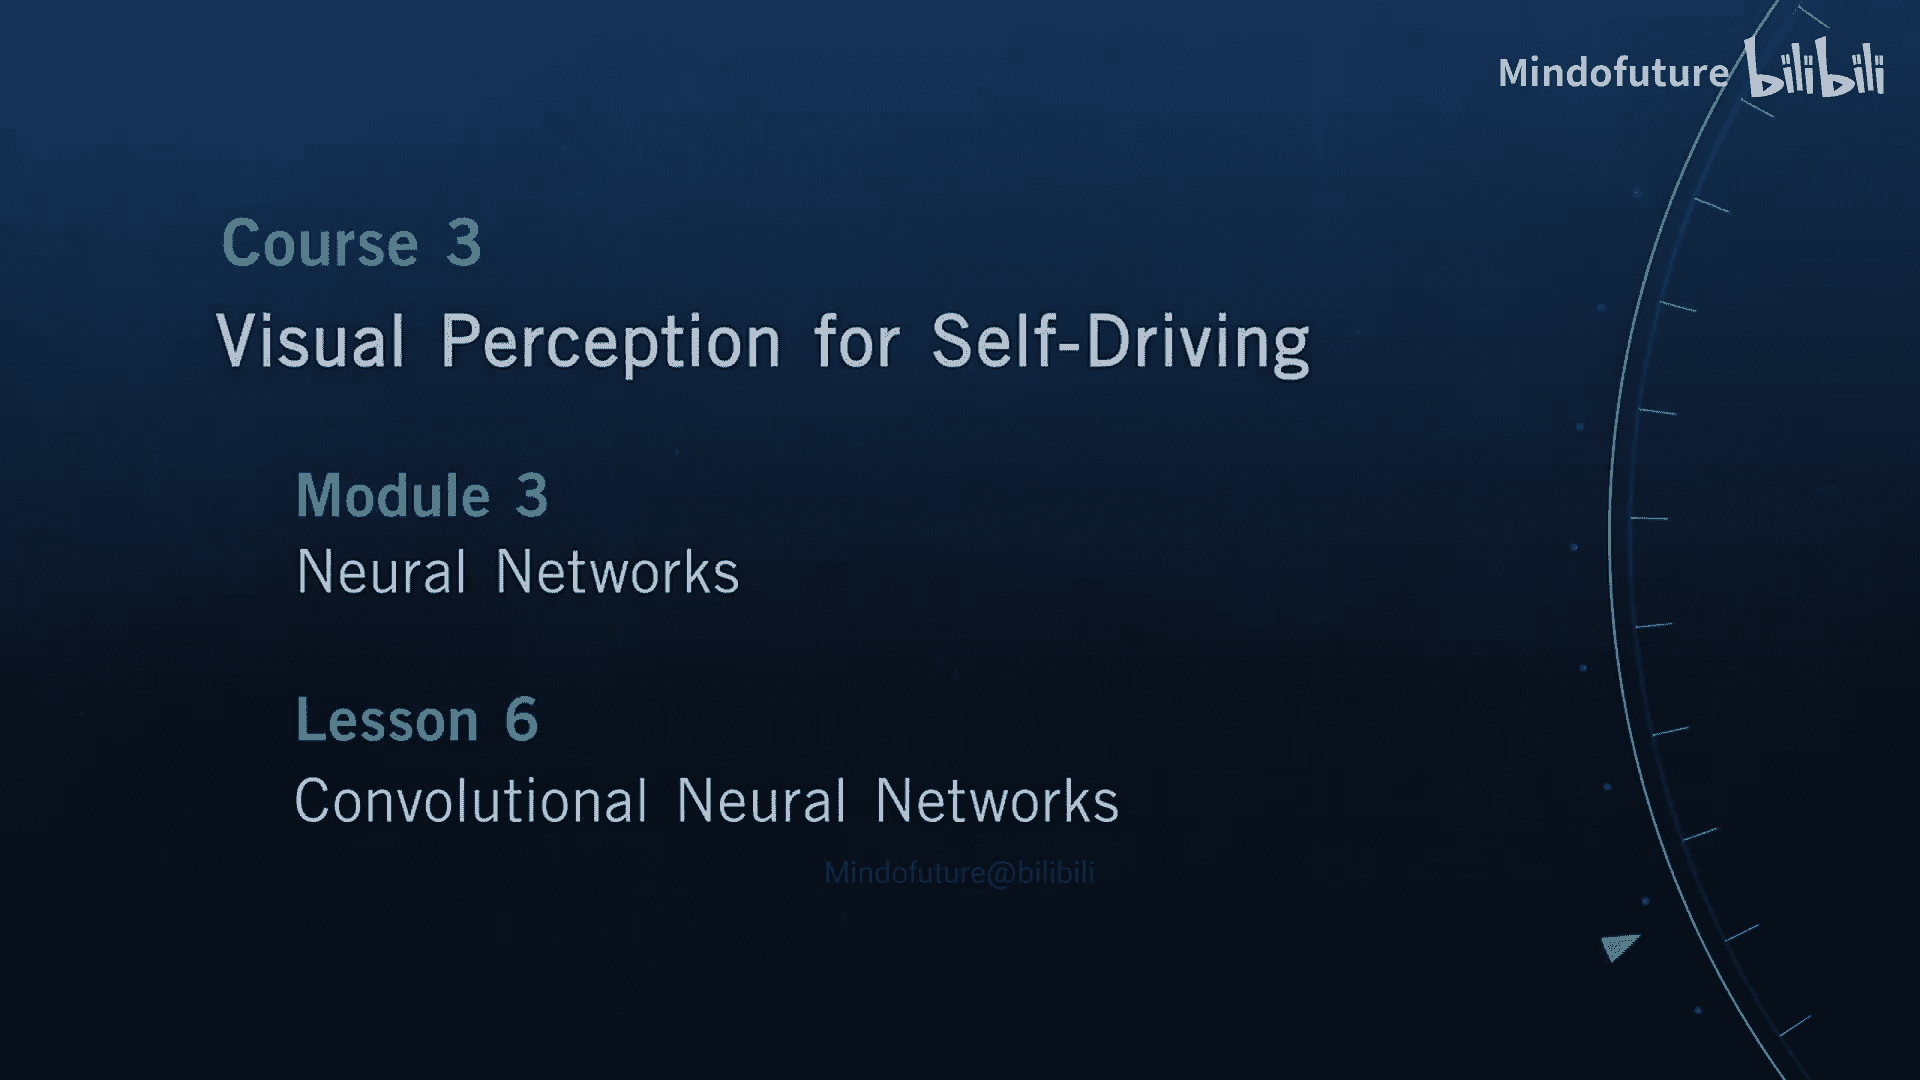 Mindofuture bilibili
Course 3
Visual Perception for Self-Driving
Module 3
Neural Networks
Lesson 6
Convolutional Neural Networks
Mindofuture@bilibili